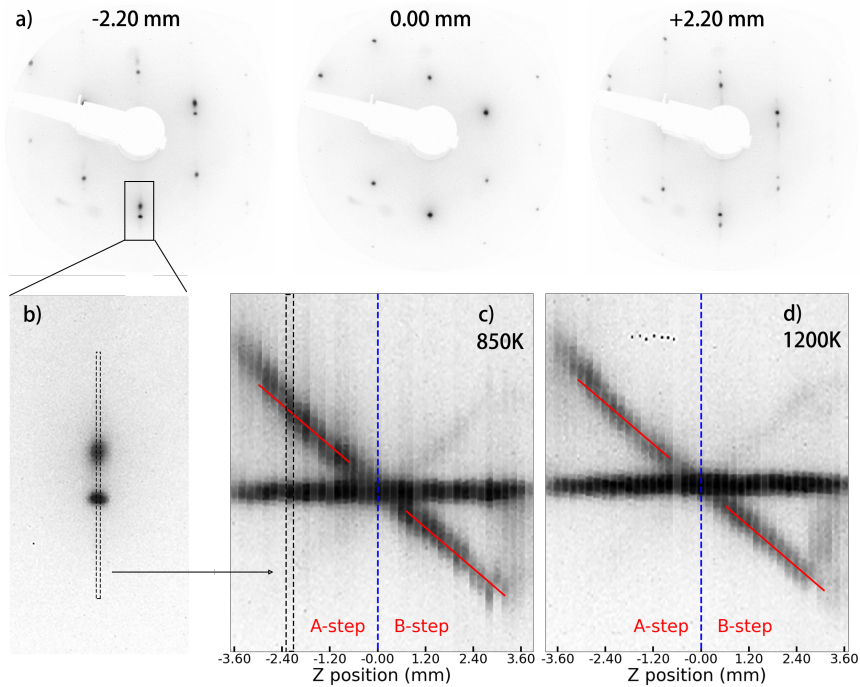 a)
-2.20 mm
0.00 mm
+2.20 mm
b)
c)
850K
d)
1200K
A-step
B-step
A-step
B-step
-3.60 -2.40 -1.20 -0.00 1.20 2.40 3.60
-3.60 -2.40 -1.20 -0.00 1.20 2.40 3.60
Z position (mm)
Z position (mm)